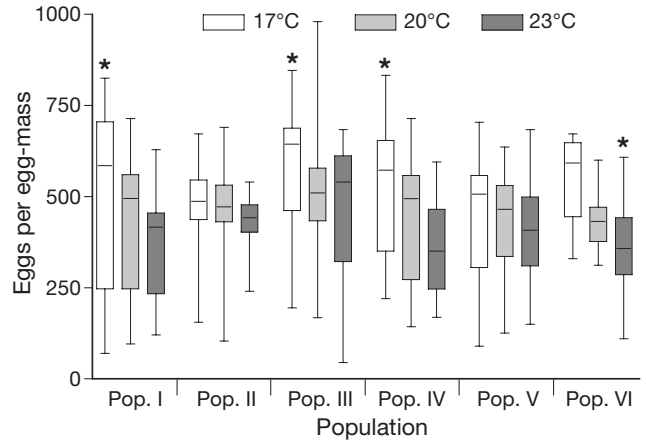 1000
17°C 20°C 23°C
* * * *
750
500
250
0
Eggs per egg-mass
Pop. I Pop. II Pop. III Pop. IV Pop. V Pop. VI
Population